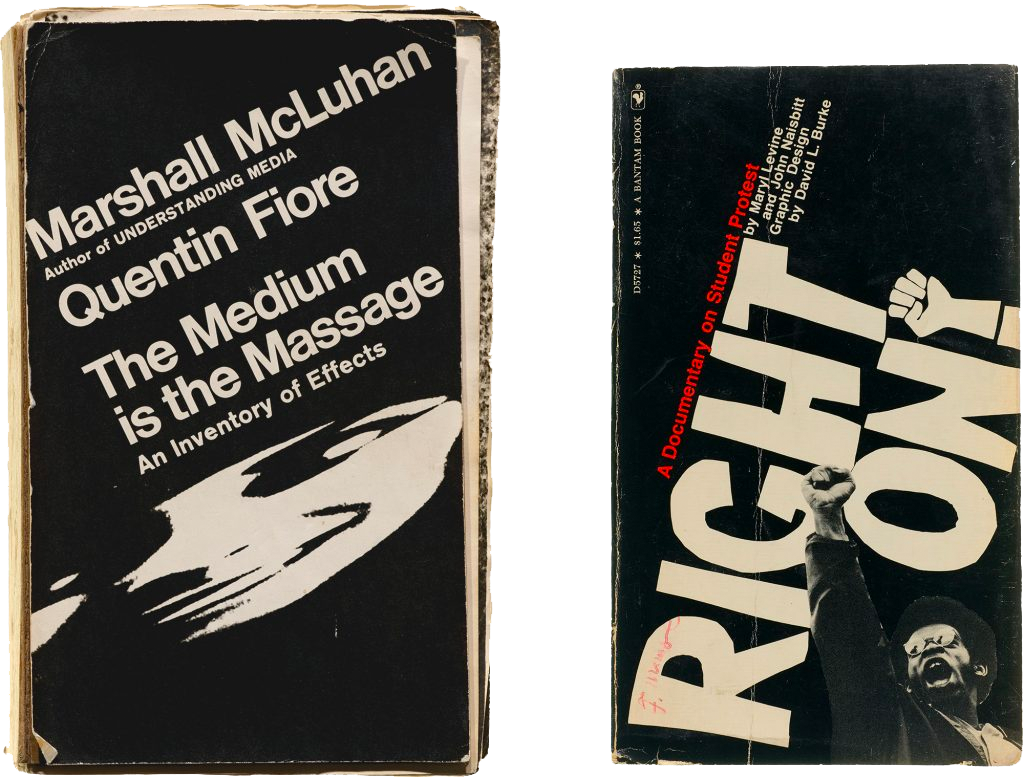 Marshall McLuhan
Author of UNDERSTANDING MEDIA
Quentin Fiore
The Medium
is the Massage
An Inventory of Effects
D5727 * $1.65 * A BANTAM BOOK ®
A Documentary on Student Protest
by Maryl Levine
and John Naisbitt
Graphic Design
by David L. Burke
RIGHT
ON